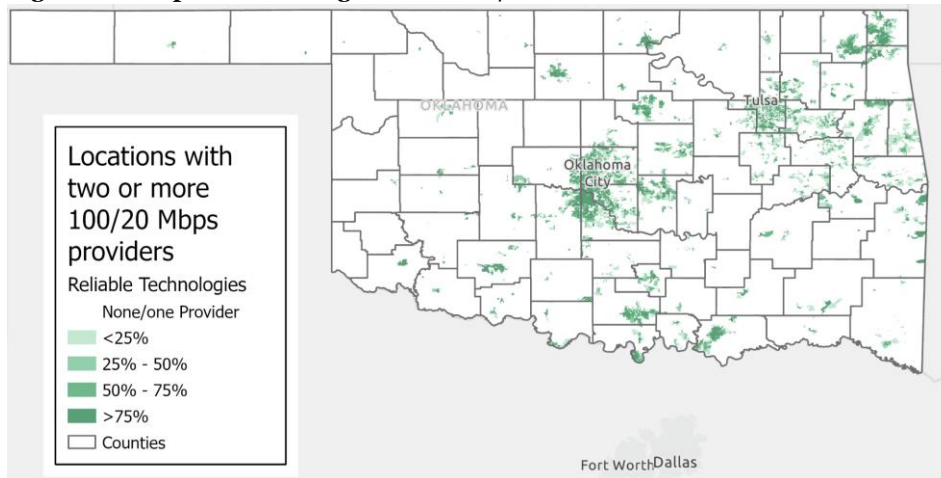 OKLAHOMA
Tulsa
Oklahoma
City
Locations with
two or more
100/20 Mbps
providers
Reliable Technologies
None/one Provider
<25%
25% - 50%
50% - 75%
>75%
Counties
Fort Worth Dallas